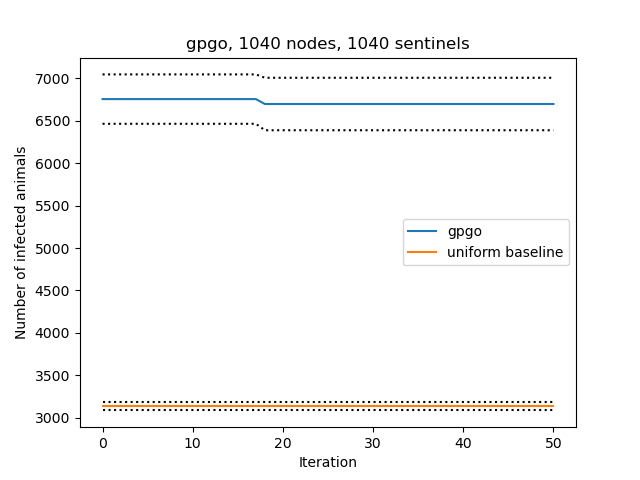 gpgo, 1040 nodes, 1040 sentinels
Number of infected animals
7000
6500
6000
5500
5000
4500
4000
3500
3000
gpgo
uniform baseline
0 10 20 30 40 50
Iteration